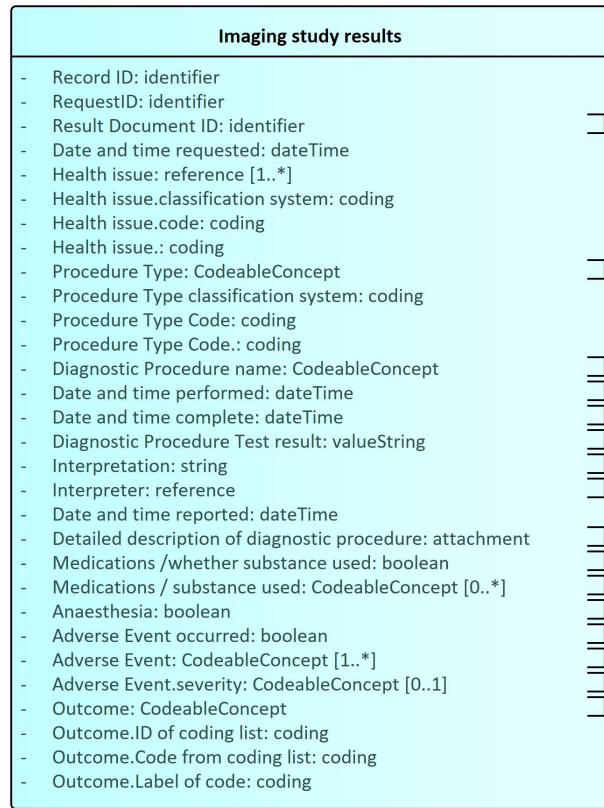 Imaging study results
- Record ID: identifier
- RequestID: identifier
- Result Document ID: identifier
- Date and time requested: dateTime
- Health issue: reference [1..*]
- Health issue.classification system: coding
- Health issue.code: coding
- Health issue.: coding
- Procedure Type: CodeableConcept
- Procedure Type classification system: coding
- Procedure Type Code: coding
- Procedure Type Code.: coding
- Diagnostic Procedure name: CodeableConcept
- Date and time performed: dateTime
- Date and time complete: dateTime
- Diagnostic Procedure Test result: valueString
- Interpretation: string
- Interpreter: reference
- Date and time reported: dateTime
- Detailed description of diagnostic procedure: attachment
- Medications /whether substance used: boolean
- Medications / substance used: CodeableConcept [0..*]
- Anaesthesia: boolean
- Adverse Event occurred: boolean
- Adverse Event: CodeableConcept [1..*]
- Adverse Event.severity: CodeableConcept [0..1]
- Outcome: CodeableConcept
- Outcome.ID of coding list: coding
- Outcome.Code from coding list: coding
- Outcome.Label of code: coding